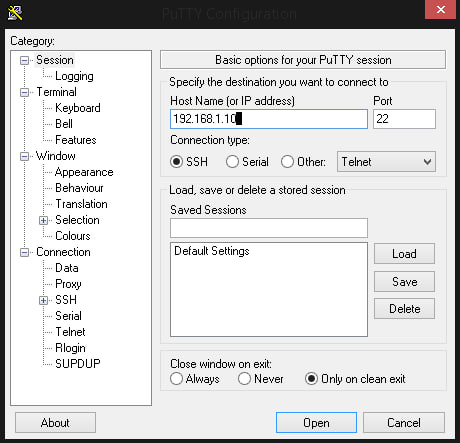 PuTTY Configuration
Category:
Session
Logging
Terminal
Keyboard
Bell
Features
Window
Appearance
Behaviour
Translation
Selection
Colours
Connection
Data
Proxy
SSH
Serial
Telnet
Rlogin
SUPDUP
Basic options for your PuTTY session
Specify the destination you want to connect to
Host Name (or IP address) Port
192.168.1.10 22
Connection type:
SSH Serial Other: Telnet
Load, save or delete a stored session
Saved Sessions
Default Settings
Load
Save
Delete
Close window on exit:
Always Never Only on clean exit
About Open Cancel